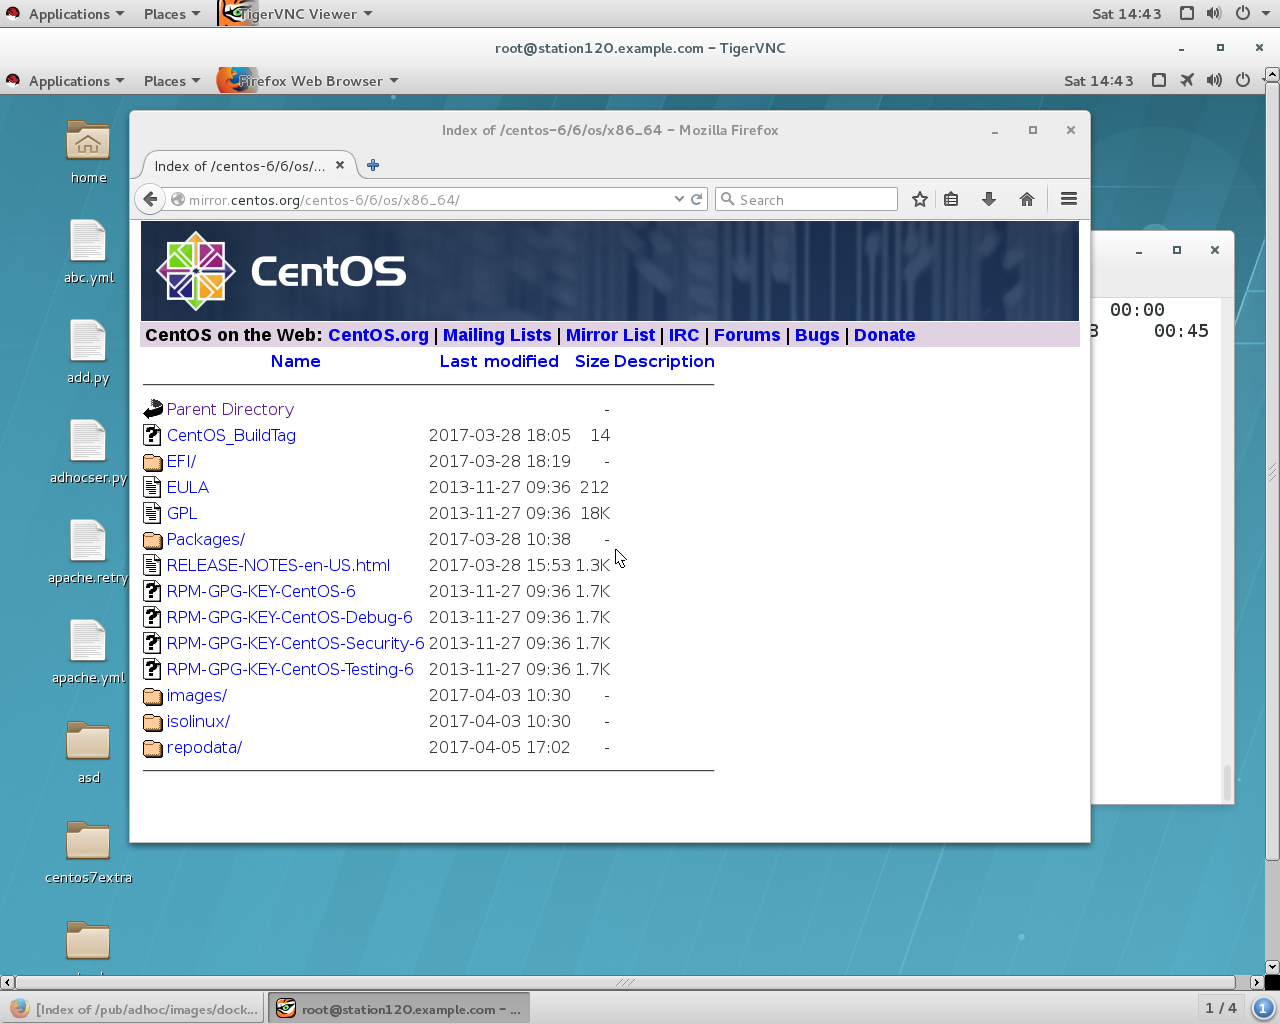 Applications Places TigerVNC Viewer Sat 14:43
root@station120.example.com - TigerVNC
Applications Places Firefox Web Browser Sat 14:43
Index of /centos-6/6/os/x86_64 - Mozilla Firefox
Index of /centos-6/6/os/...
mirror.centos.org/centos-6/6/os/x86_64/ Search
CentOS
CentOS on the Web: CentOS.org | Mailing Lists | Mirror List | IRC | Forums | Bugs | Donate
Name Last modified Size Description
Parent Directory -
CentOS_BuildTag 2017-03-28 18:05 14
EFI/ 2017-03-28 18:19 -
EULA 2013-11-27 09:36 212
GPL 2013-11-27 09:36 18K
Packages/ 2017-03-28 10:38 -
RELEASE-NOTES-en-US.html 2017-03-28 15:53 1.3K
RPM-GPG-KEY-CentOS-6 2013-11-27 09:36 1.7K
RPM-GPG-KEY-CentOS-Debug-6 2013-11-27 09:36 1.7K
RPM-GPG-KEY-CentOS-Security-6 2013-11-27 09:36 1.7K
RPM-GPG-KEY-CentOS-Testing-6 2013-11-27 09:36 1.7K
images/ 2017-04-03 10:30 -
isolinux/ 2017-04-03 10:30 -
repodata/ 2017-04-05 17:02 -
00:00
00:45
home
abc.yml
add.py
adhocser.py
apache.retry
apache.yml
asd
centos7extra
[Index of /pub/adhoc/images/dock... root@station120.example.com - ... 1 / 4 1